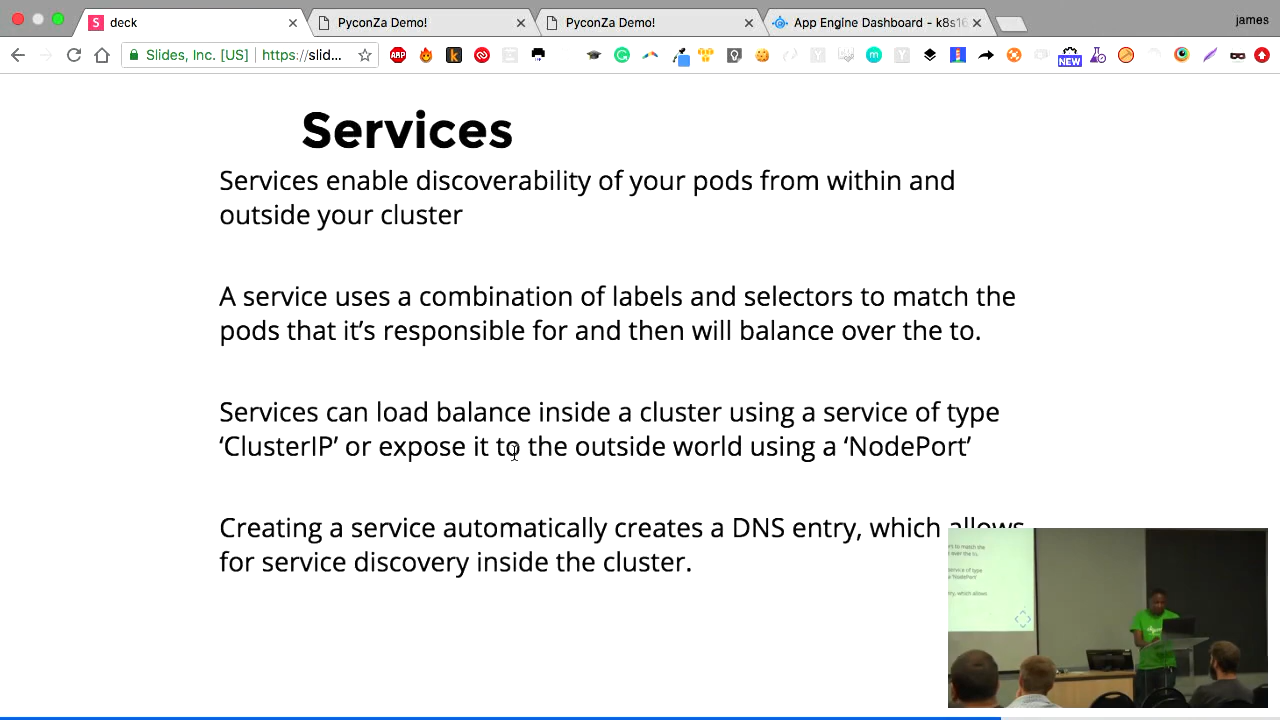 deck
PyconZa Demo!
PyconZa Demo!
App Engine Dashboard - k8s1
james
Slides, Inc. [US]
https://slid...
ABP
k
NEW
Services
Services enable discoverability of your pods from within and
outside your cluster
A service uses a combination of labels and selectors to match the
pods that it’s responsible for and then will balance over the to.
Services can load balance inside a cluster using a service of type
‘ClusterIP’ or expose it to the outside world using a ‘NodePort’
Creating a service automatically creates a DNS entry, which allows
for service discovery inside the cluster.